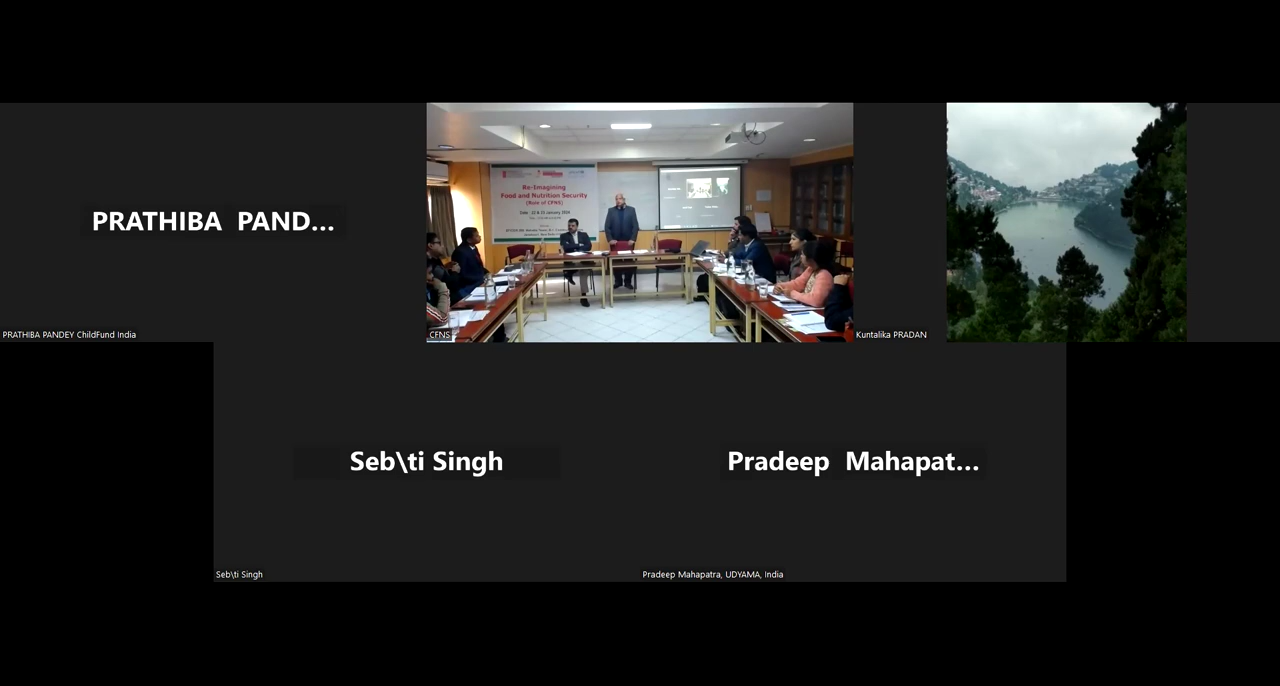 PRATHIBA PAND...
PRATHIBA PANDEY ChildFund India
Re-Imagining
Food and Nutrition Security
(Role of CFNS)
CFNS
Kuntalika PRADAN
Seb\ti Singh
Seb\ti Singh
Pradeep Mahapat...
Pradeep Mahapatra, UDYAMA, India